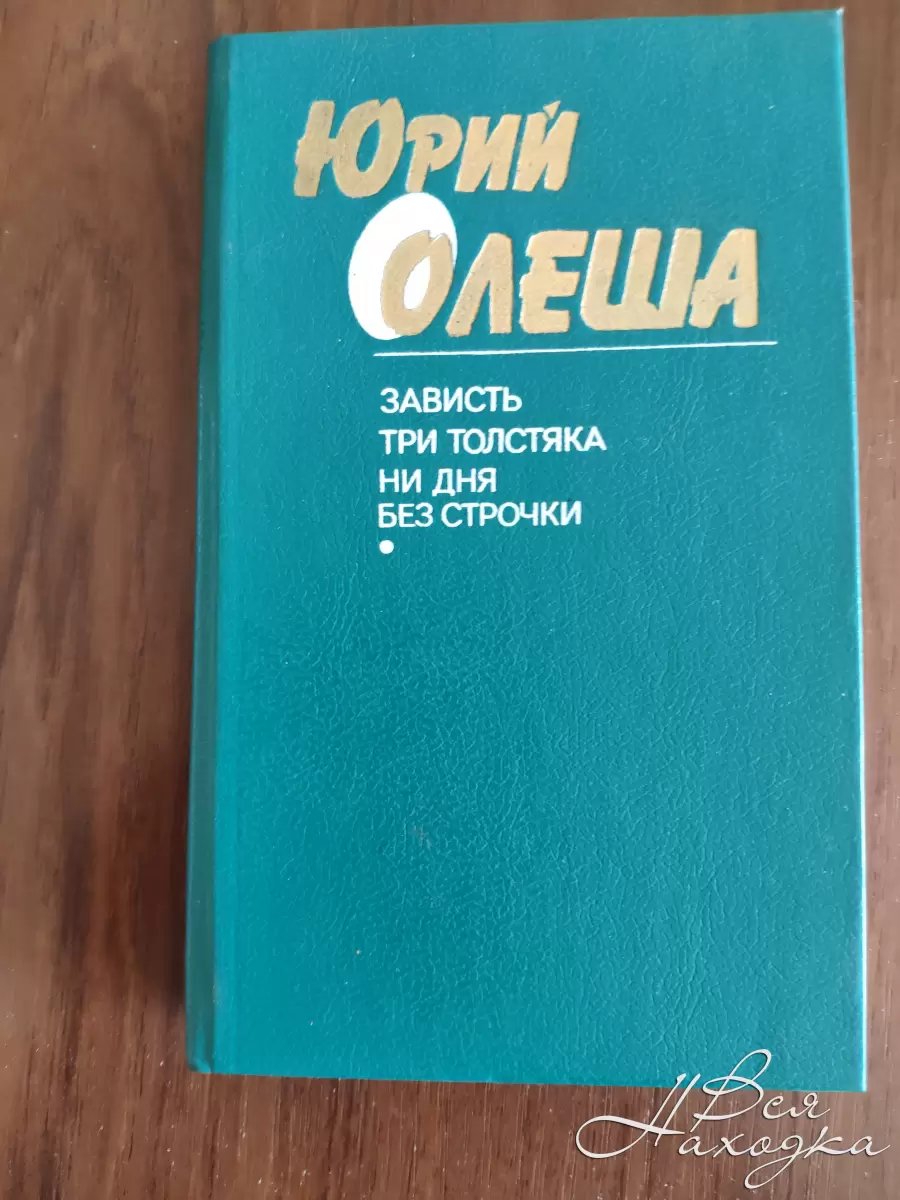 ЮРИЙ
ОЛЕША
ЗАВИСТЬ
ТРИ ТОЛСТЯКА
НИ ДНЯ
БЕЗ СТРОЧКИ
Вся
Находка